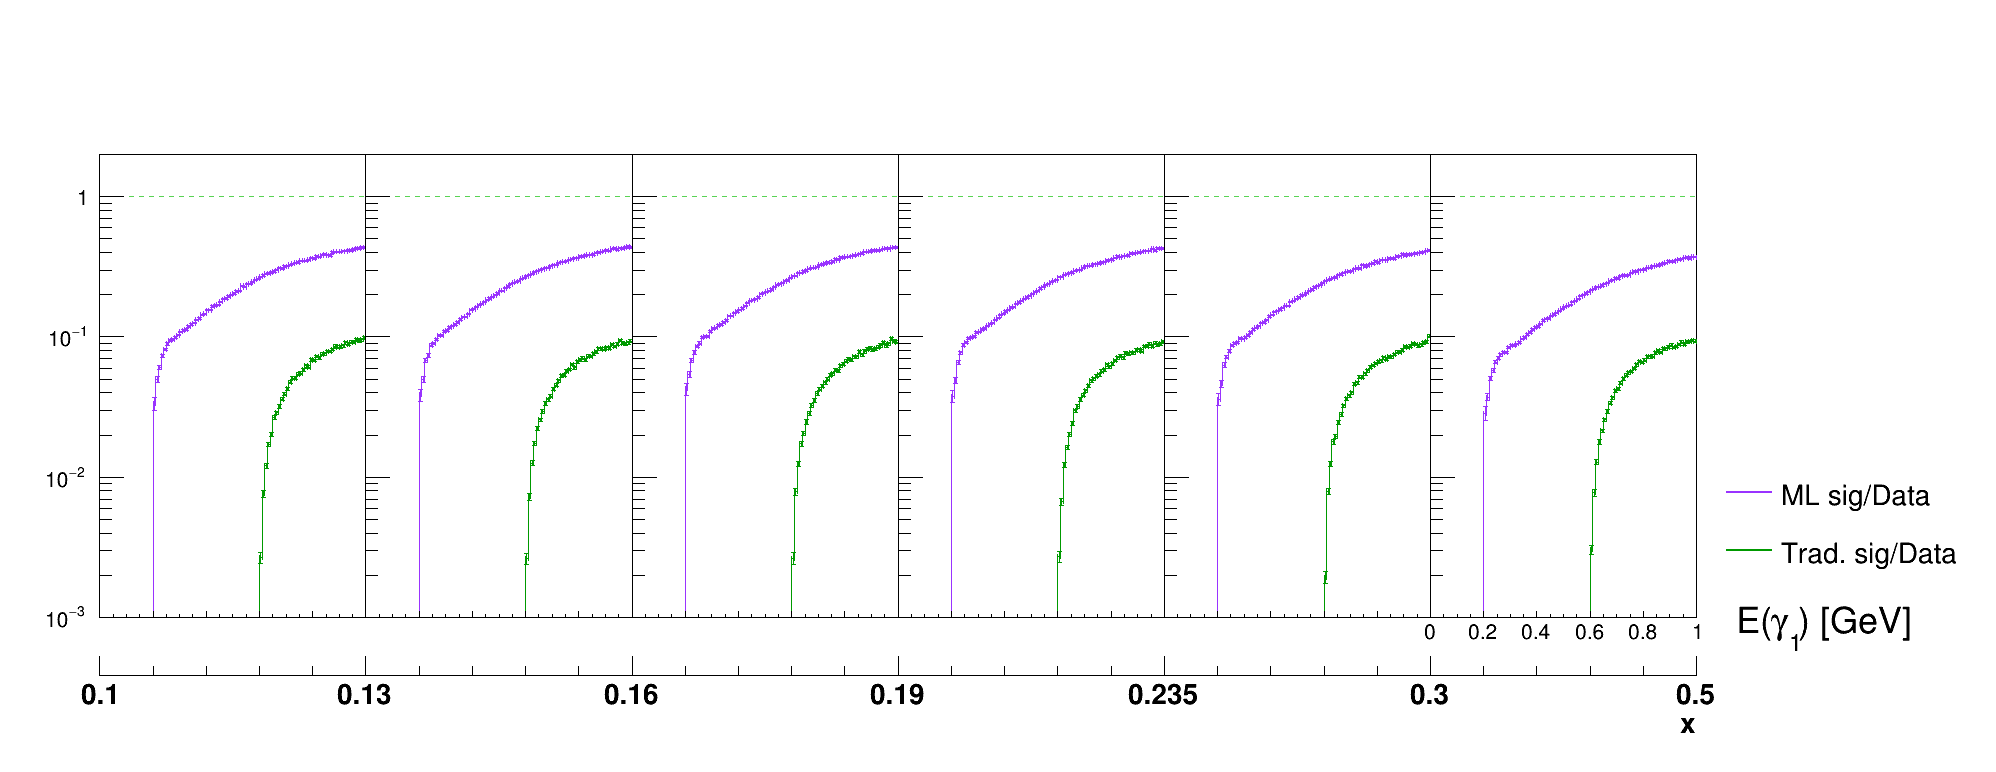 1
10⁻¹
10⁻²
10⁻³
ML sig/Data
Trad. sig/Data
0 0.2 0.4 0.6 0.8 1
E(γ₁) [GeV]
0.1 0.13 0.16 0.19 0.235 0.3 0.5
x